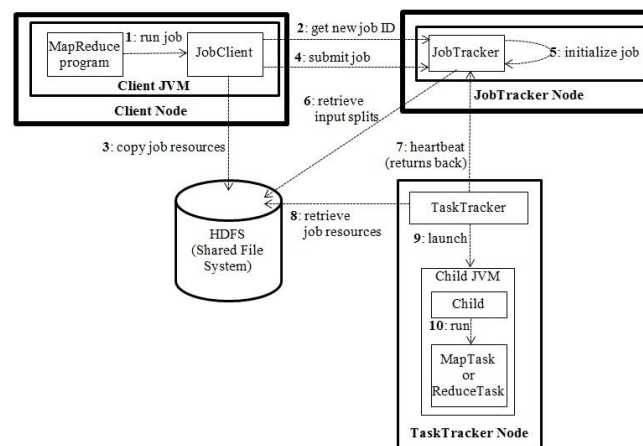 MapReduce
program
1: run job
JobClient
Client JVM
Client Node
2: get new job ID
4: submit job
JobTracker
5: initialize job
JobTracker Node
3: copy job resources
6: retrieve
input splits
7: heartbeat
(returns back)
HDFS
(Shared File
System)
8: retrieve
job resources
TaskTracker
9: launch
Child JVM
Child
10: run
MapTask
or
ReduceTask
TaskTracker Node